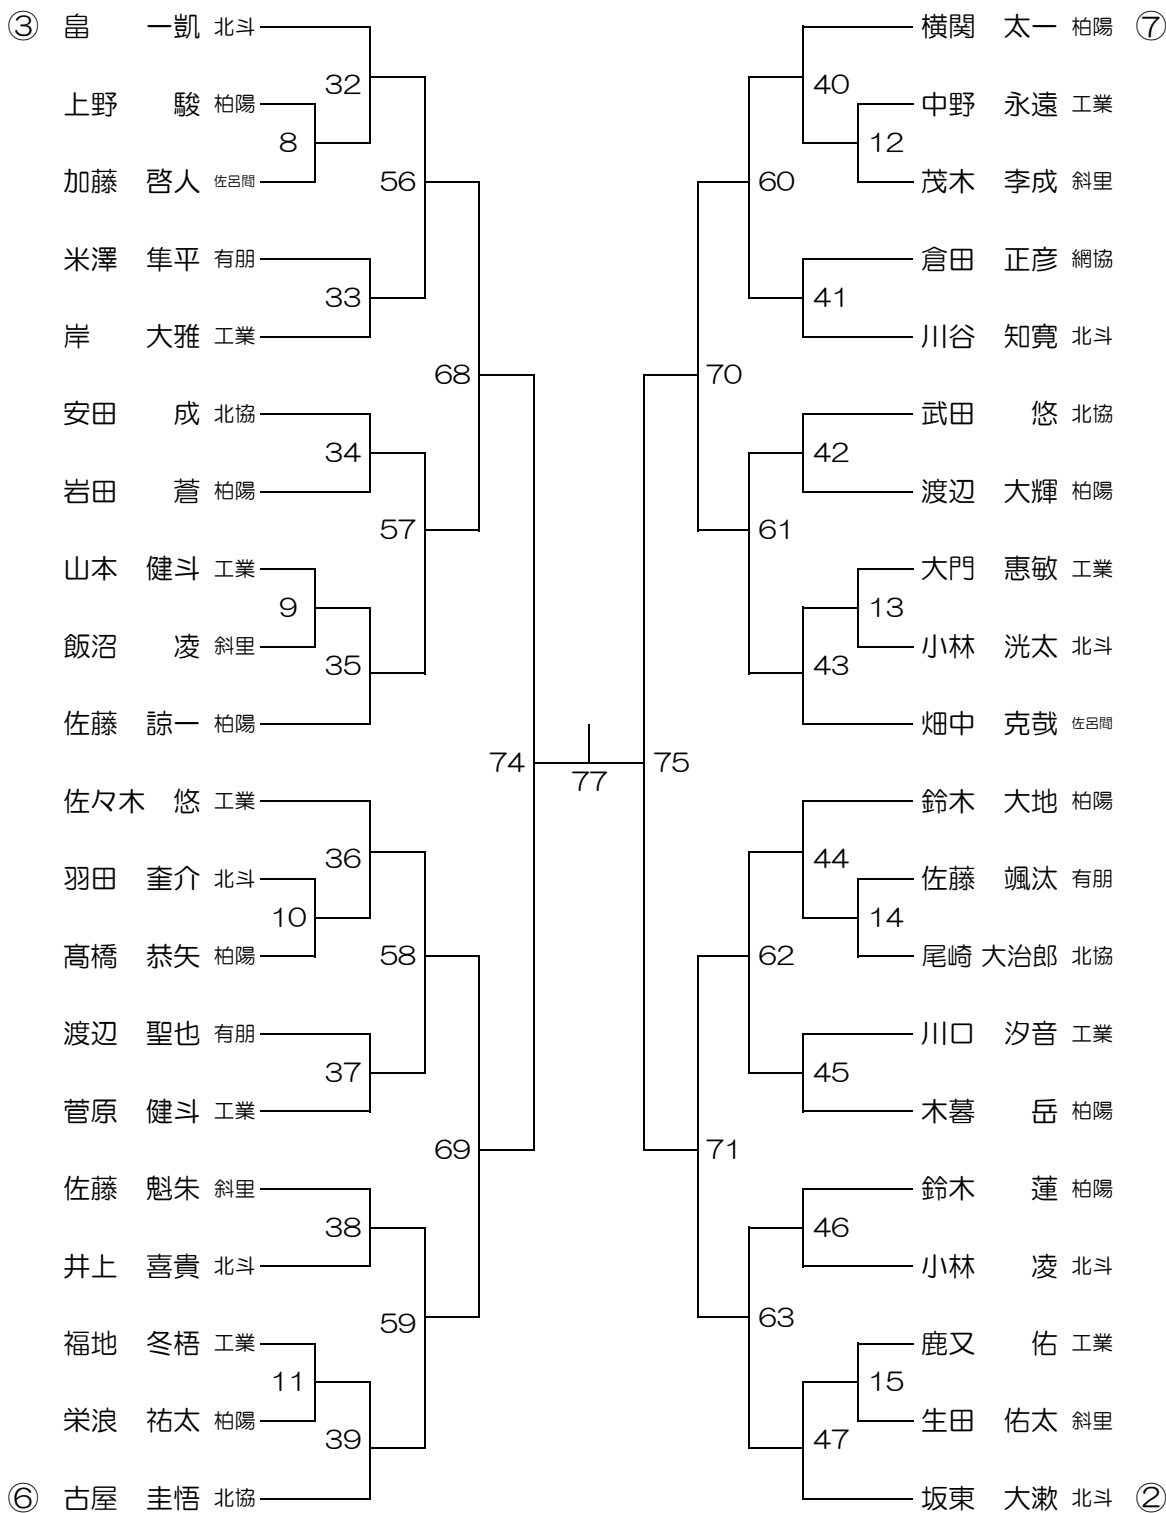 ③ 畠 一凱 北斗 横関 太一 柏陽 ⑦
32 40
上野 駿 柏陽 中野 永遠 工業
8 12
加藤 啓人 佐呂間 56 60 茂木 李成 斜里
米澤 隼平 有朋 倉田 正彦 網協
33 41
岸 大雅 工業 川谷 知寛 北斗
68 70
安田 成 北協 武田 悠 北協
34 42
岩田 蒼 柏陽 渡辺 大輝 柏陽
57 61
山本 健斗 工業 大門 惠敏 工業
9 13
飯沼 凌 斜里 小林 洸太 北斗
35 43
佐藤 諒一 柏陽 畑中 克哉 佐呂間
74 77 75
佐々木 悠 工業 鈴木 大地 柏陽
36 44
羽田 奎介 北斗 佐藤 颯汰 有朋
10 14
髙橋 恭矢 柏陽 58 62 尾崎 大治郎 北協
渡辺 聖也 有朋 川口 汐音 工業
37 45
菅原 健斗 工業 木暮 岳 柏陽
69 71
佐藤 魁朱 斜里 鈴木 蓮 柏陽
38 46
井上 喜貴 北斗 小林 凌 北斗
59 63
福地 冬梧 工業 鹿又 佑 工業
11 15
栄浪 祐太 柏陽 生田 佑太 斜里
39 47
⑥ 古屋 圭悟 北協 坂東 大漱 北斗 ②